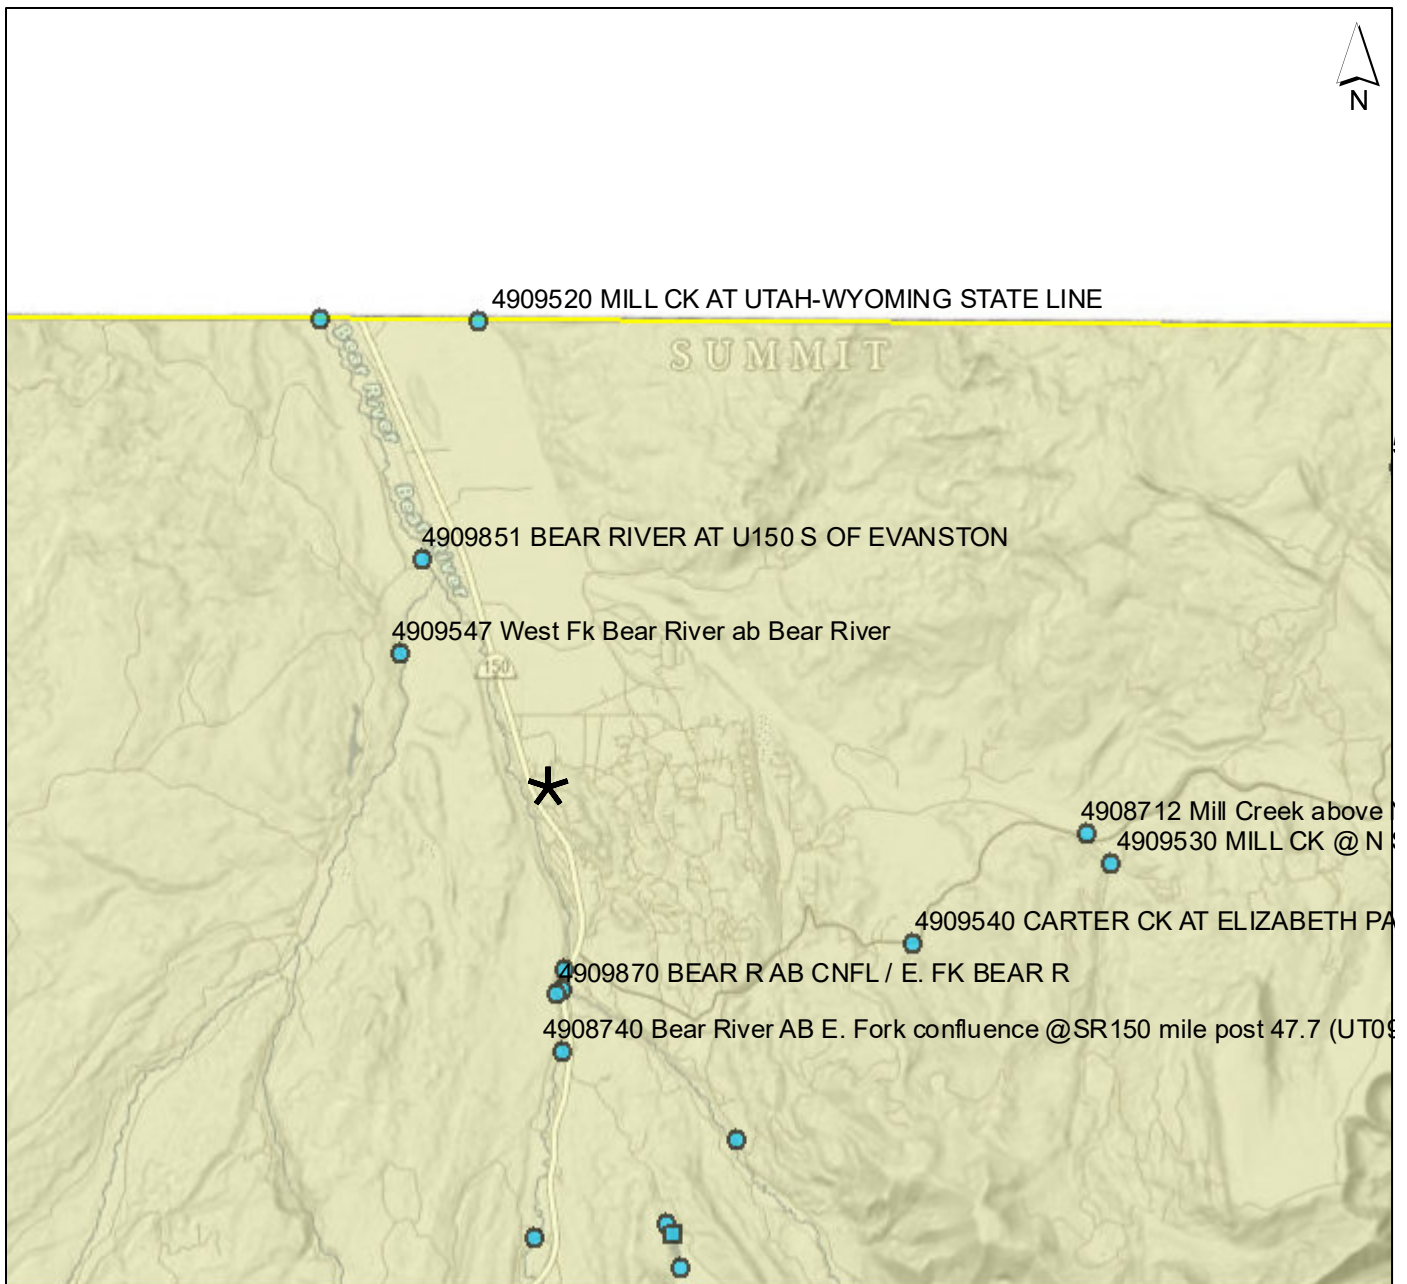 N
4909520 MILL CK AT UTAH-WYOMING STATE LINE
SUMMIT
Bear River
Bear River
4909851 BEAR RIVER AT U150 S OF EVANSTON
4909547 West Fk Bear River ab Bear River
150
4908712 Mill Creek above
4909530 MILL CK @ N
4909540 CARTER CK AT ELIZABETH PA
4909870 BEAR R AB CNFL / E. FK BEAR R
4908740 Bear River AB E. Fork confluence @SR150 mile post 47.7 (UT09